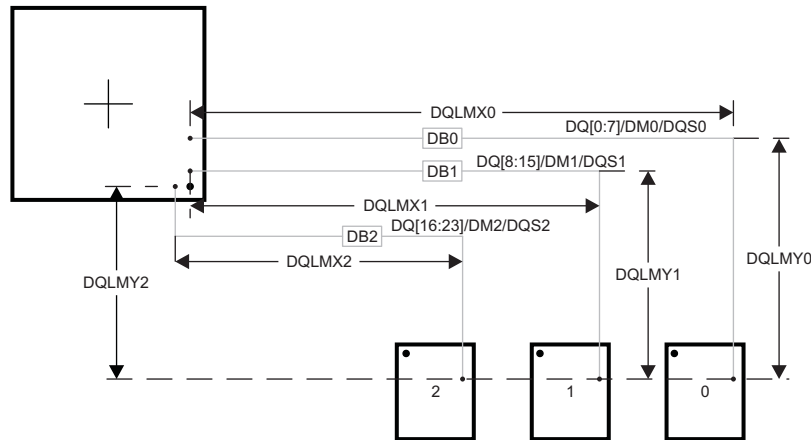 DQLMX0
DB0
DQ[0:7]/DM0/DQS0
DB1
DQ[8:15]/DM1/DQS1
DQLMX1
DB2
DQ[16:23]/DM2/DQS2
DQLMX2
DQLMY2
DQLMY1
DQLMY0
2
1
0